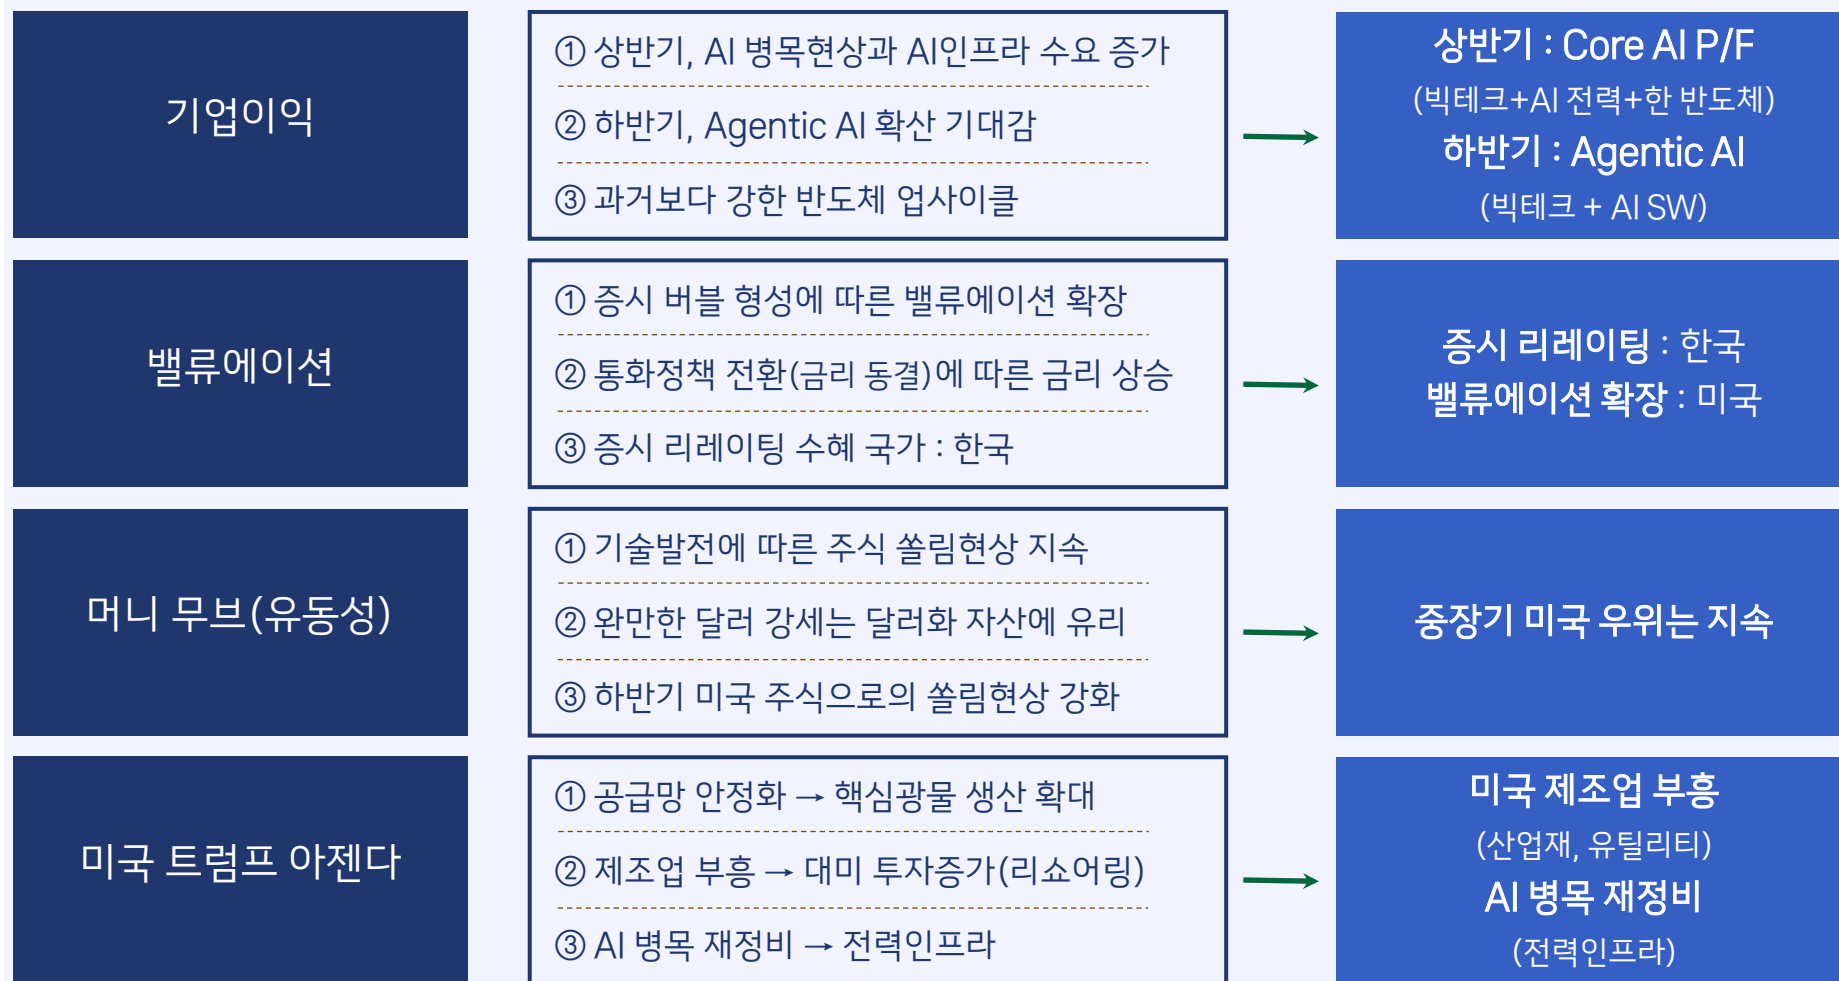 기업이익
① 상반기, AI 병목현상과 AI인프라 수요 증가
② 하반기, Agentic AI 확산 기대감
③ 과거보다 강한 반도체 업사이클
상반기 : Core AI P/F
(빅테크+AI 전력+한 반도체)
하반기 : Agentic AI
(빅테크 + AI SW)
밸류에이션
① 증시 버블 형성에 따른 밸류에이션 확장
② 통화정책 전환(금리 동결)에 따른 금리 상승
③ 증시 리레이팅 수혜 국가 : 한국
증시 리레이팅 : 한국
밸류에이션 확장 : 미국
머니 무브(유동성)
① 기술발전에 따른 주식 쏠림현상 지속
② 완만한 달러 강세는 달러화 자산에 유리
③ 하반기 미국 주식으로의 쏠림현상 강화
중장기 미국 우위는 지속
미국 트럼프 아젠다
① 공급망 안정화 → 핵심광물 생산 확대
② 제조업 부흥 → 대미 투자증가(리쇼어링)
③ AI 병목 재정비 → 전력인프라
미국 제조업 부흥
(산업재, 유틸리티)
AI 병목 재정비
(전력인프라)